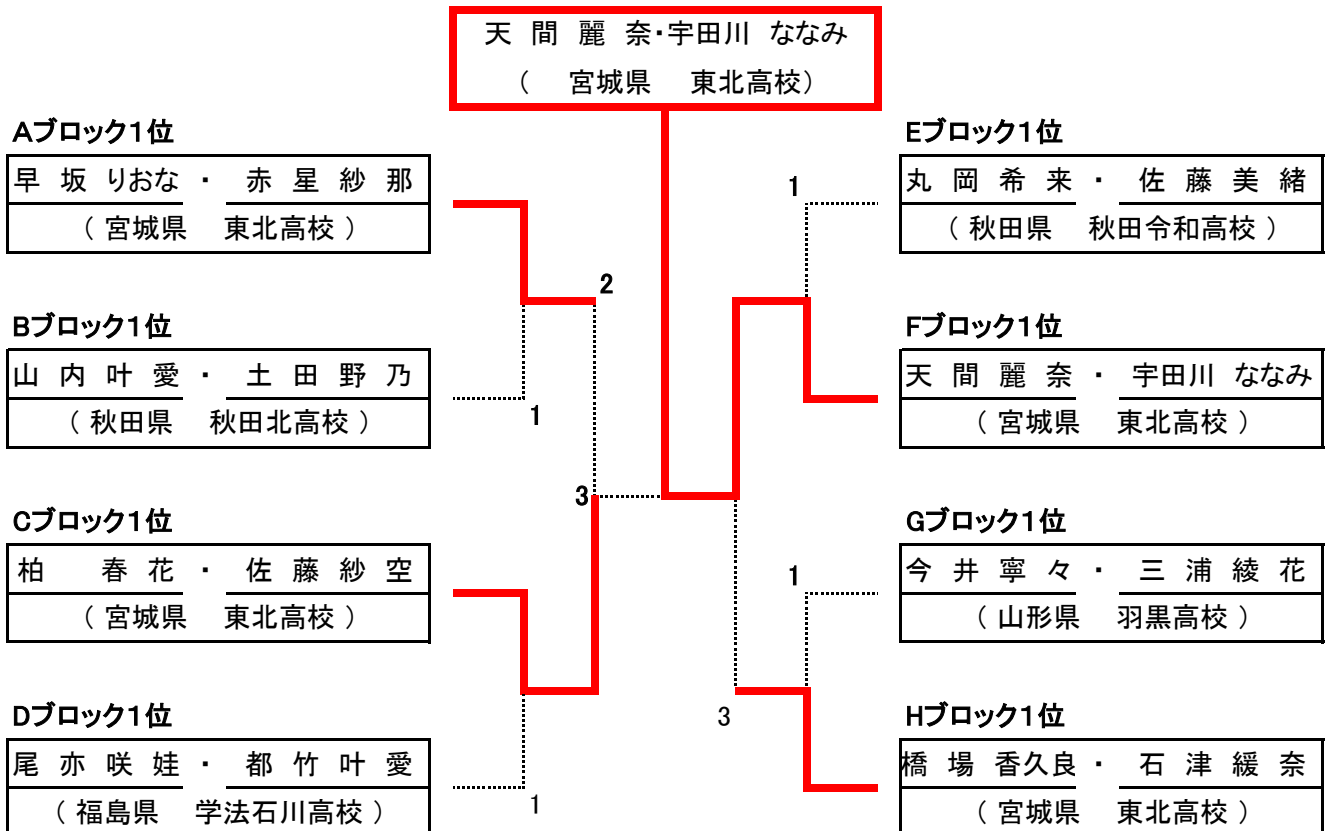 天間麗奈・宇田川 ななみ
（ 宮城県 東北高校）
Aブロック1位
早坂 りおな ・ 赤星紗那
（ 宮城県 東北高校 ）
Bブロック1位
山内叶愛 ・ 土田野乃
（ 秋田県 秋田北高校 ）
Cブロック1位
柏 春花 ・ 佐藤紗空
（ 宮城県 東北高校 ）
Dブロック1位
尾亦咲娃 ・ 都竹叶愛
（ 福島県 学法石川高校 ）
2
1
3
1
1
1
3
Eブロック1位
丸岡希来 ・ 佐藤美緒
（ 秋田県 秋田令和高校 ）
Fブロック1位
天間麗奈 ・ 宇田川 ななみ
（ 宮城県 東北高校 ）
Gブロック1位
今井寧々 ・ 三浦綾花
（ 山形県 羽黒高校 ）
Hブロック1位
橋場 香久良 ・ 石津緩奈
（ 宮城県 東北高校 ）